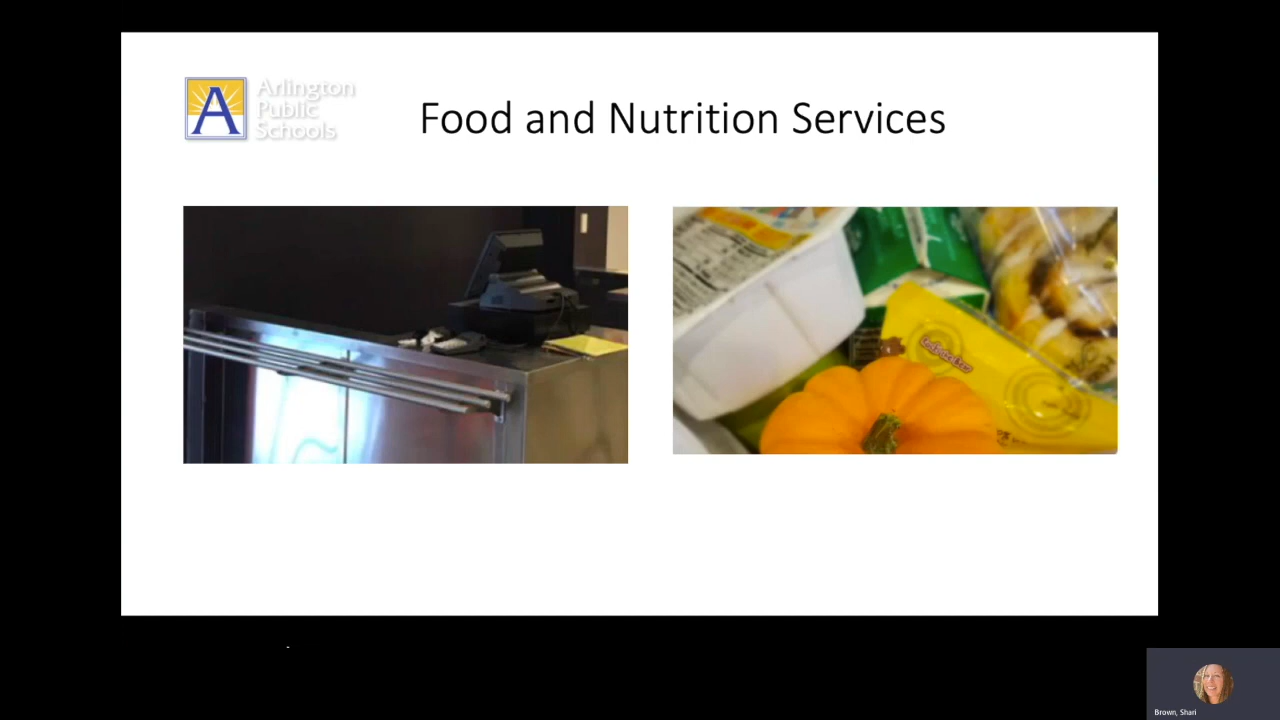 Arlington
Public
Schools
Food and Nutrition Services
Brown, Shari